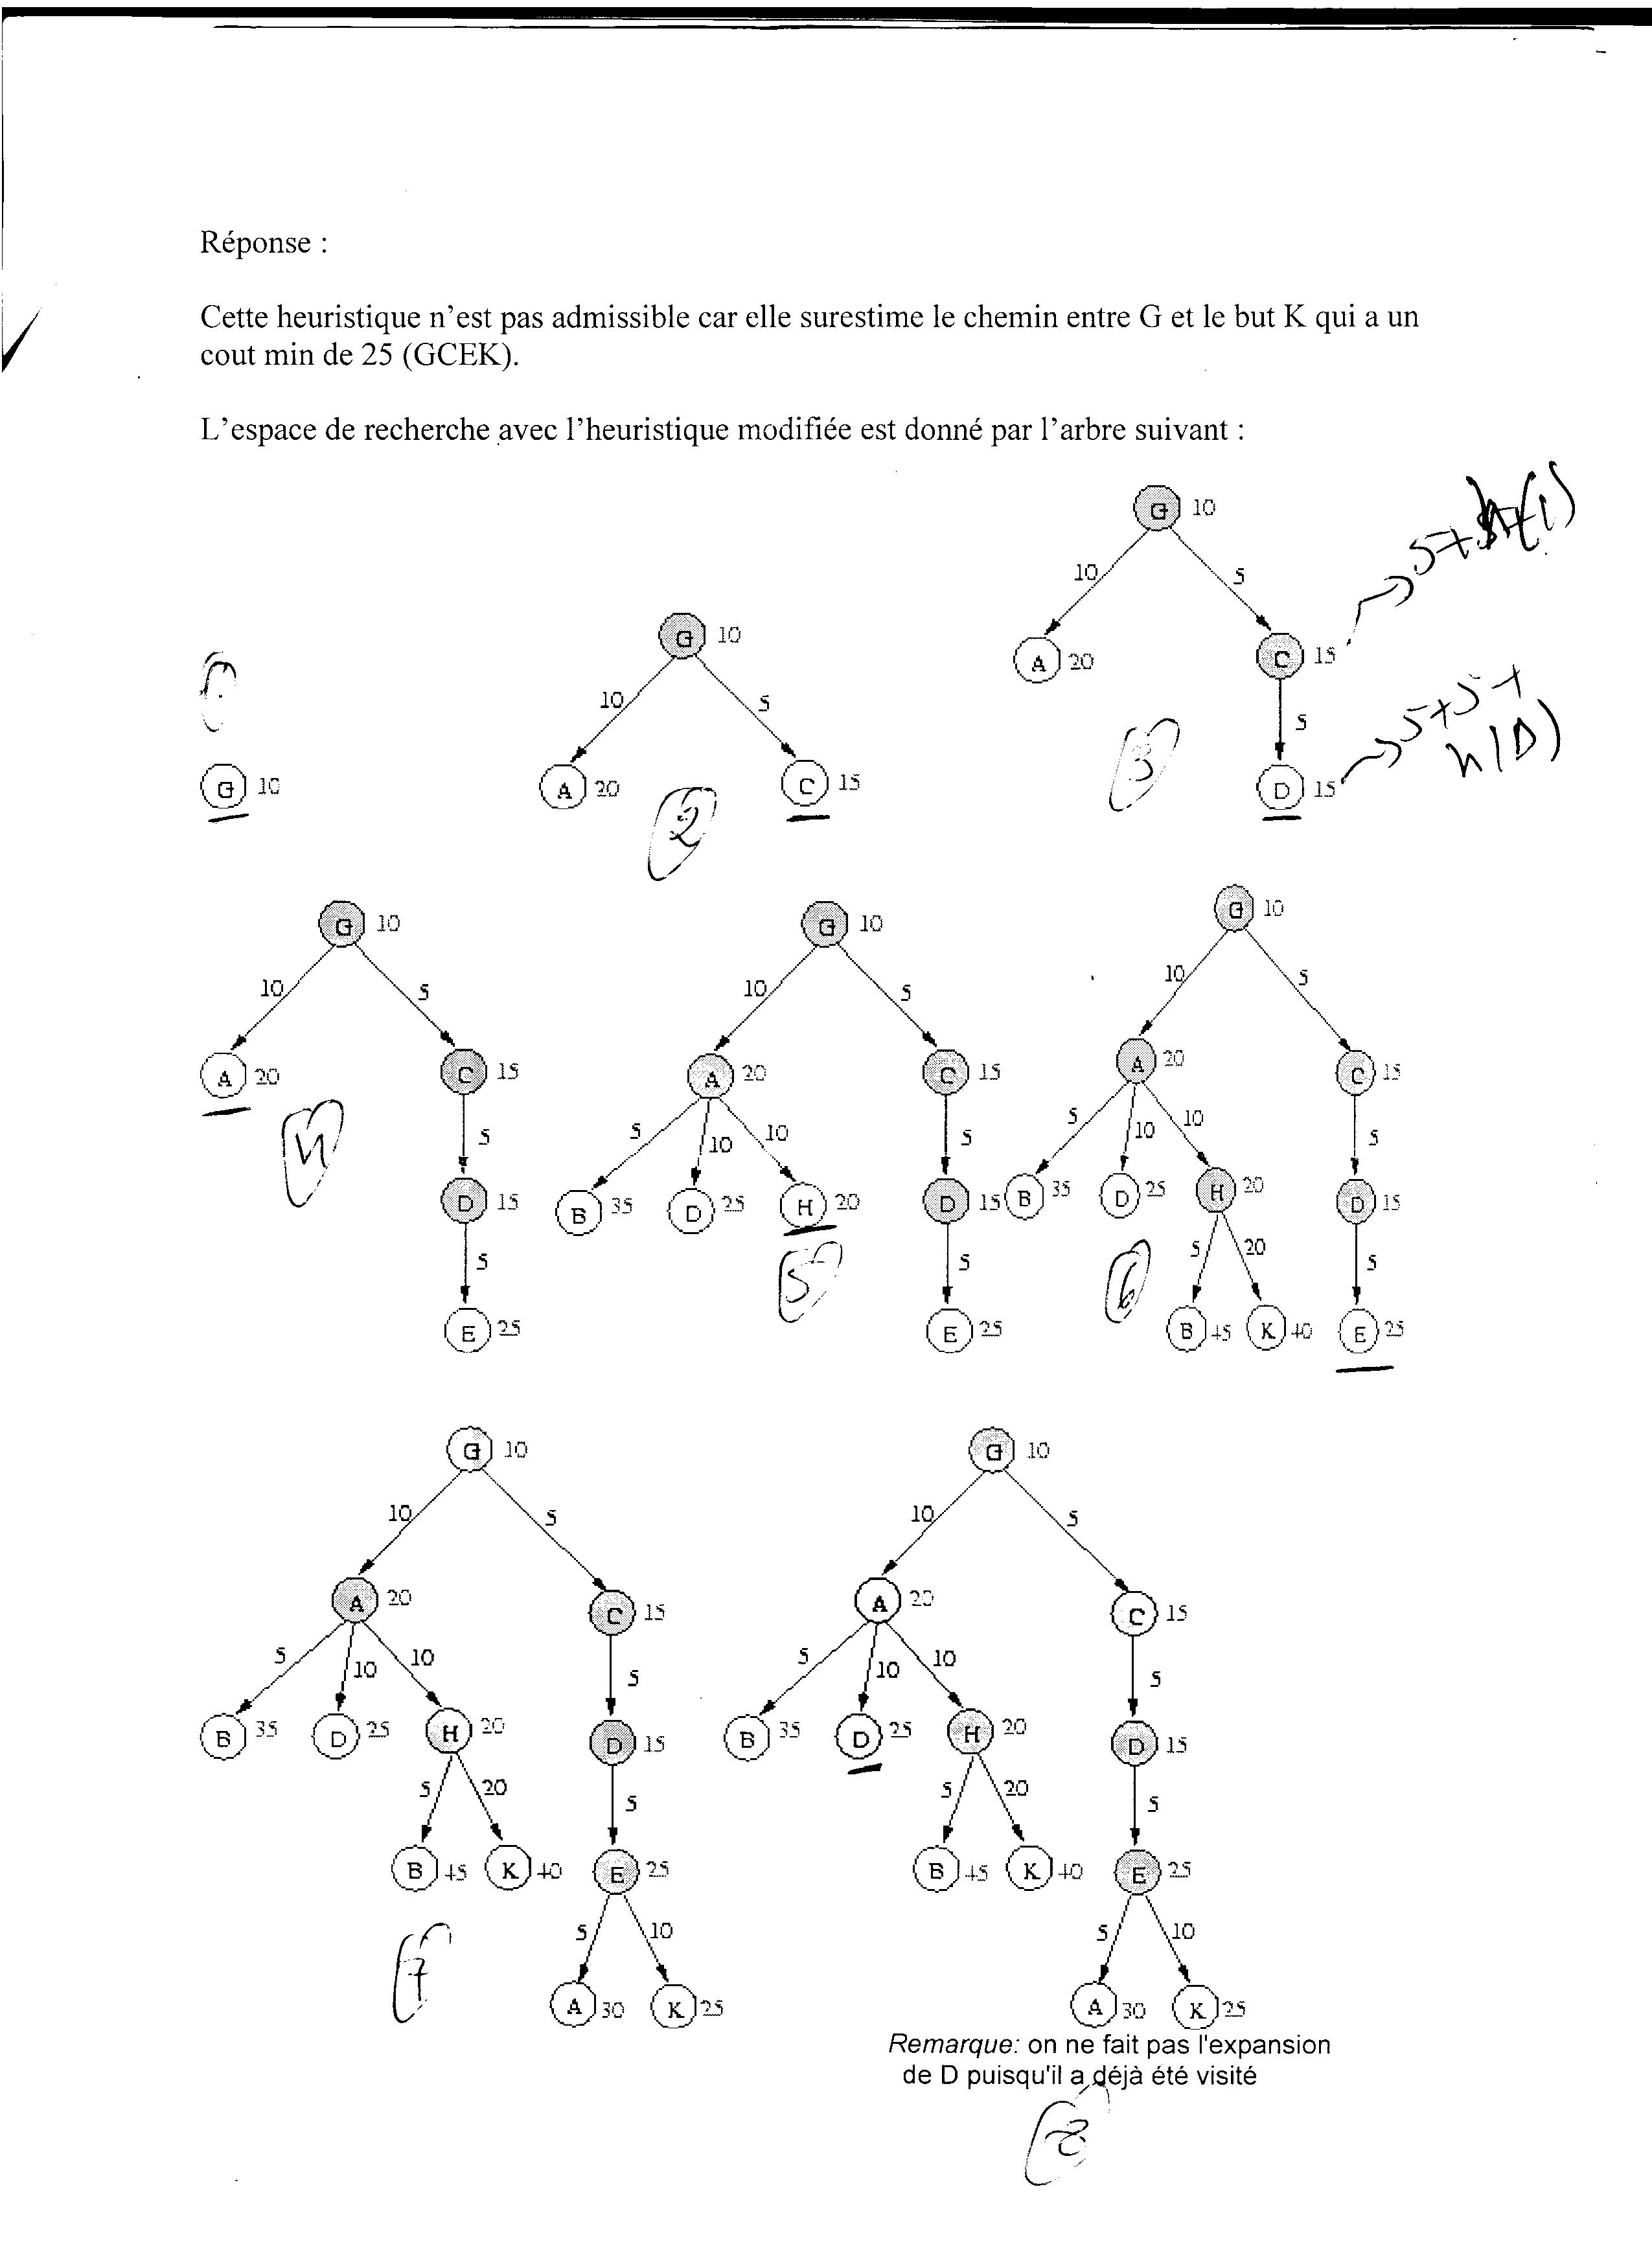 Réponse :
Cette heuristique n'est pas admissible car elle surestime le chemin entre G et le but K qui a un
cout min de 25 (GCEK).
L'espace de recherche avec l'heuristique modifiée est donné par l'arbre suivant :
1
G 10
G 10
10 5
A 20 C 15
2
G 10
10 5
A 20 C 15
5
D 15
5+5+
h(D)
3
G 10
10 5
A 20 C 15
5
D 15
5
E 25
4
G 10
10 5
A 20 C 15
5 10 10 5
B 35 D 25 H 20 D 15
5
E 25
5
G 10
10 5
A 20 C 15
5 10 10 5
B 35 D 25 H 20 D 15
5 20 5
B 45 K 40 E 25
6
G 10
10 5
A 20 C 15
5 10 10 5
B 35 D 25 H 20 D 15
5 20 5
B 45 K 40 E 25
5 10
A 30 K 25
7
G 10
10 5
A 20 C 15
5 10 10 5
B 35 D 25 H 20 D 15
5 20 5
B 45 K 40 E 25
5 10
A 30 K 25
Remarque: on ne fait pas l'expansion
de D puisqu'il a déjà été visité
8